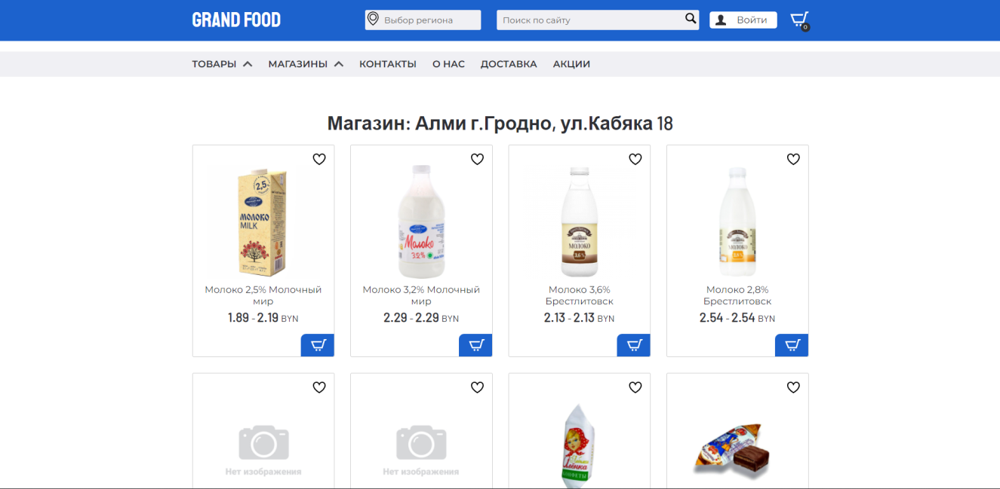 GRAND FOOD
Выбор региона
Поиск по сайту
Войти
0
ТОВАРЫ
МАГАЗИНЫ
КОНТАКТЫ
О НАС
ДОСТАВКА
АКЦИИ
Магазин: Алми г.Гродно, ул.Кабяка 18
2,5
МОЛОКО
MILK
Молоко 2,5% Молочный
мир
1.89 - 2.19 BYN
Молоко
3,2%
Молоко 3,2% Молочный
мир
2.29 - 2.29 BYN
МОЛОКО
3,6%
Молоко 3,6%
Брестлитовск
2.13 - 2.13 BYN
МОЛОКО
Молоко 2,8%
Брестлитовск
2.54 - 2.54 BYN
Нет изображения
Нет изображения
Алёнка
КОНФЕТЫ